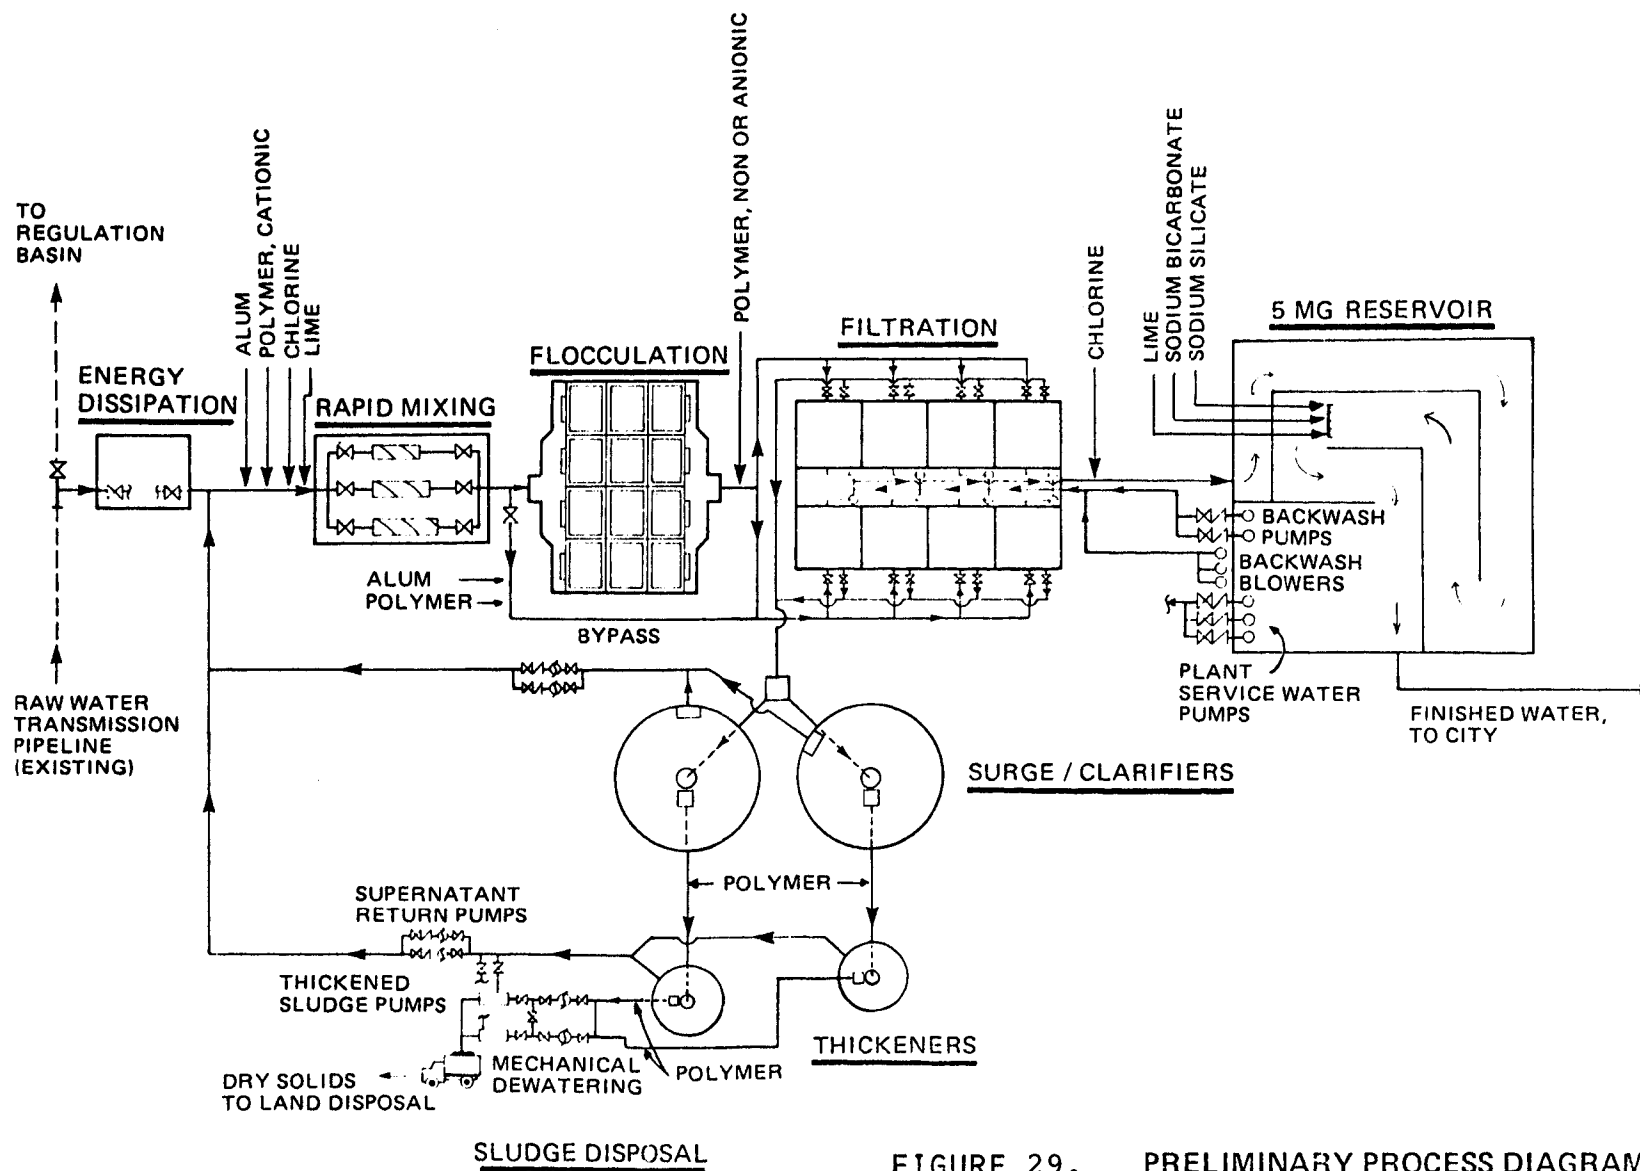 TO
REGULATION
BASIN
ENERGY
DISSIPATION
ALUM
POLYMER, CATIONIC
CHLORINE
LIME
RAPID MIXING
FLOCCULATION
POLYMER, NON OR ANIONIC
FILTRATION
CHLORINE
LIME
SODIUM BICARBONATE
SODIUM SILICATE
5 MG RESERVOIR
BACKWASH
PUMPS
BACKWASH
BLOWERS
ALUM
POLYMER
BYPASS
PLANT
SERVICE WATER
PUMPS
FINISHED WATER,
TO CITY
RAW WATER
TRANSMISSION
PIPELINE
(EXISTING)
SURGE / CLARIFIERS
POLYMER
SUPERNATANT
RETURN PUMPS
THICKENED
SLUDGE PUMPS
THICKENERS
MECHANICAL
DEWATERING
POLYMER
DRY SOLIDS
TO LAND DISPOSAL
SLUDGE DISPOSAL
FIGURE 29. PRELIMINARY PROCESS DIAGRAM